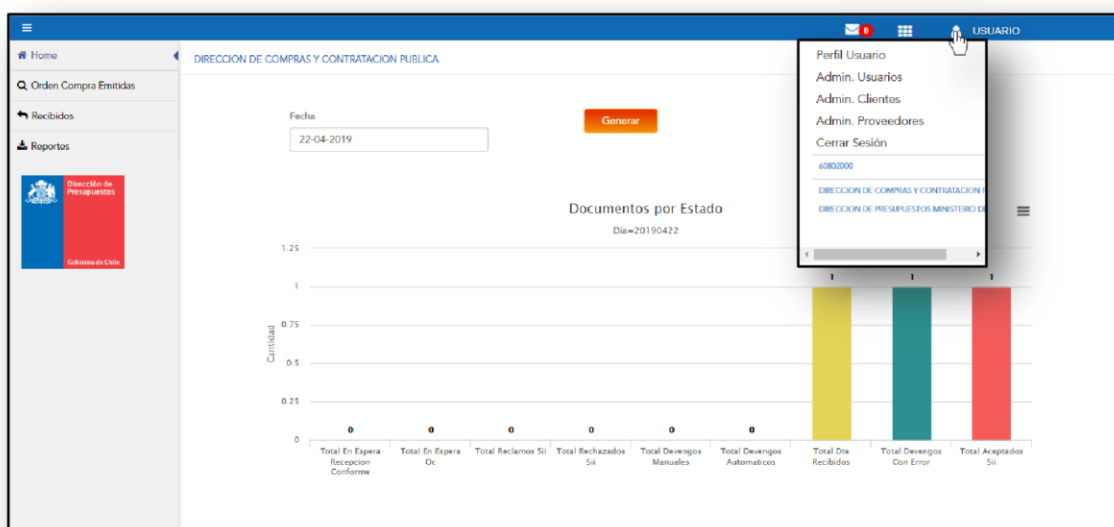 0
USUARIO
Home
DIRECCION DE COMPRAS Y CONTRATACION PUBLICA
Orden Compra Emitidas
Recibidos
Reportes
Dirección de
Presupuestos
Gobierno de Chile
Fecha
22-04-2019
Generar
Perfil Usuario
Admin. Usuarios
Admin. Clientes
Admin. Proveedores
Cerrar Sesión
60802000
DIRECCION DE COMPRAS Y CONTRATACION
DIRECCION DE PRESUPUESTOS MINISTERIO
Documentos por Estado
Dia=20190422
Cantidad
1.25
1
0.75
0.5
0.25
0
0 0 0 0 0 0 1 1 1
Total En Espera
Recepcion
Conforme
Total En Espera
Oc
Total Reclamos Sii
Total Rechazados
Sii
Total Devengos
Manuales
Total Devengos
Automaticos
Total Dte
Recibidos
Total Devengos
Con Error
Total Aceptados
Sii